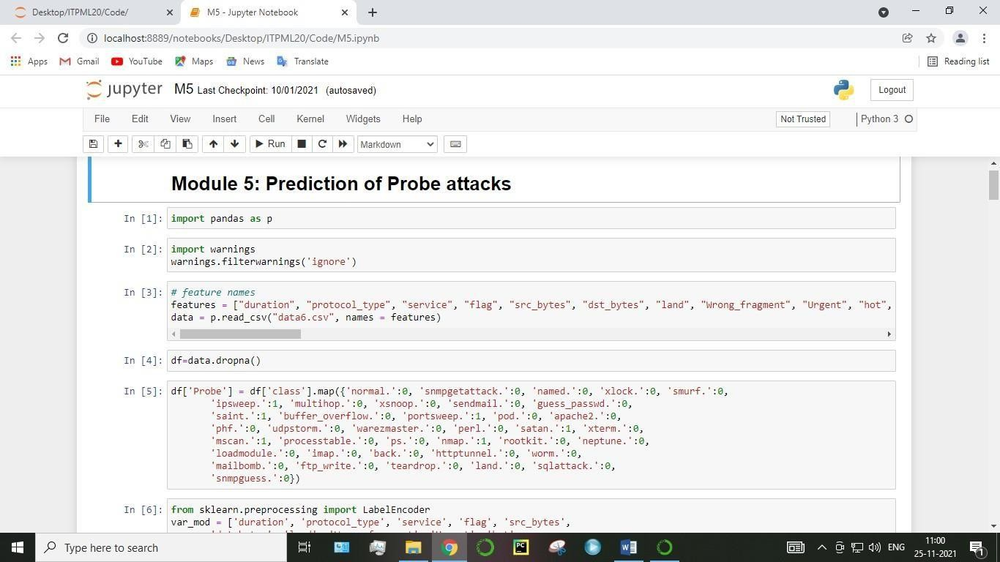 Desktop/ITPML20/Code/
M5 - Jupyter Notebook
localhost:8889/notebooks/Desktop/ITPML20/Code/M5.ipynb
Apps Gmail YouTube Maps News Translate Reading list
jupyter M5 Last Checkpoint: 10/01/2021 (autosaved) Logout
File Edit View Insert Cell Kernel Widgets Help Not Trusted Python 3
Run Markdown
Module 5: Prediction of Probe attacks
In [1]: import pandas as p
In [2]: import warnings
warnings.filterwarnings('ignore')
In [3]: # feature names
features = ["duration", "protocol_type", "service", "flag", "src_bytes", "dst_bytes", "land", "Wrong_fragment", "Urgent", "hot",
data = p.read_csv("data6.csv", names = features)
In [4]: df=data.dropna()
In [5]: df['Probe'] = df['class'].map({'normal.':0, 'snmpgetattack.':0, 'named.':0, 'xlock.':0, 'smurf.':0,
'ipsweep.':1, 'multihop.':0, 'xsnoop.':0, 'sendmail.':0, 'guess_passwd.':0,
'saint.':1, 'buffer_overflow.':0, 'portsweep.':1, 'pod.':0, 'apache2.':0,
'phf.':0, 'udpstorm.':0, 'warezmaster.':0, 'perl.':0, 'satan.':1, 'xterm.':0,
'mscan.':1, 'processtable.':0, 'ps.':0, 'nmap.':1, 'rootkit.':0, 'neptune.':0,
'loadmodule.':0, 'imap.':0, 'back.':0, 'httptunnel.':0, 'worm.':0,
'mailbomb.':0, 'ftp_write.':0, 'teardrop.':0, 'land.':0, 'sqlattack.':0,
'snmpguess.':0})
In [6]: from sklearn.preprocessing import LabelEncoder
var_mod = ['duration', 'protocol_type', 'service', 'flag', 'src_bytes',
Type here to search
PC
W
ENG
11:00
25-11-2021
1